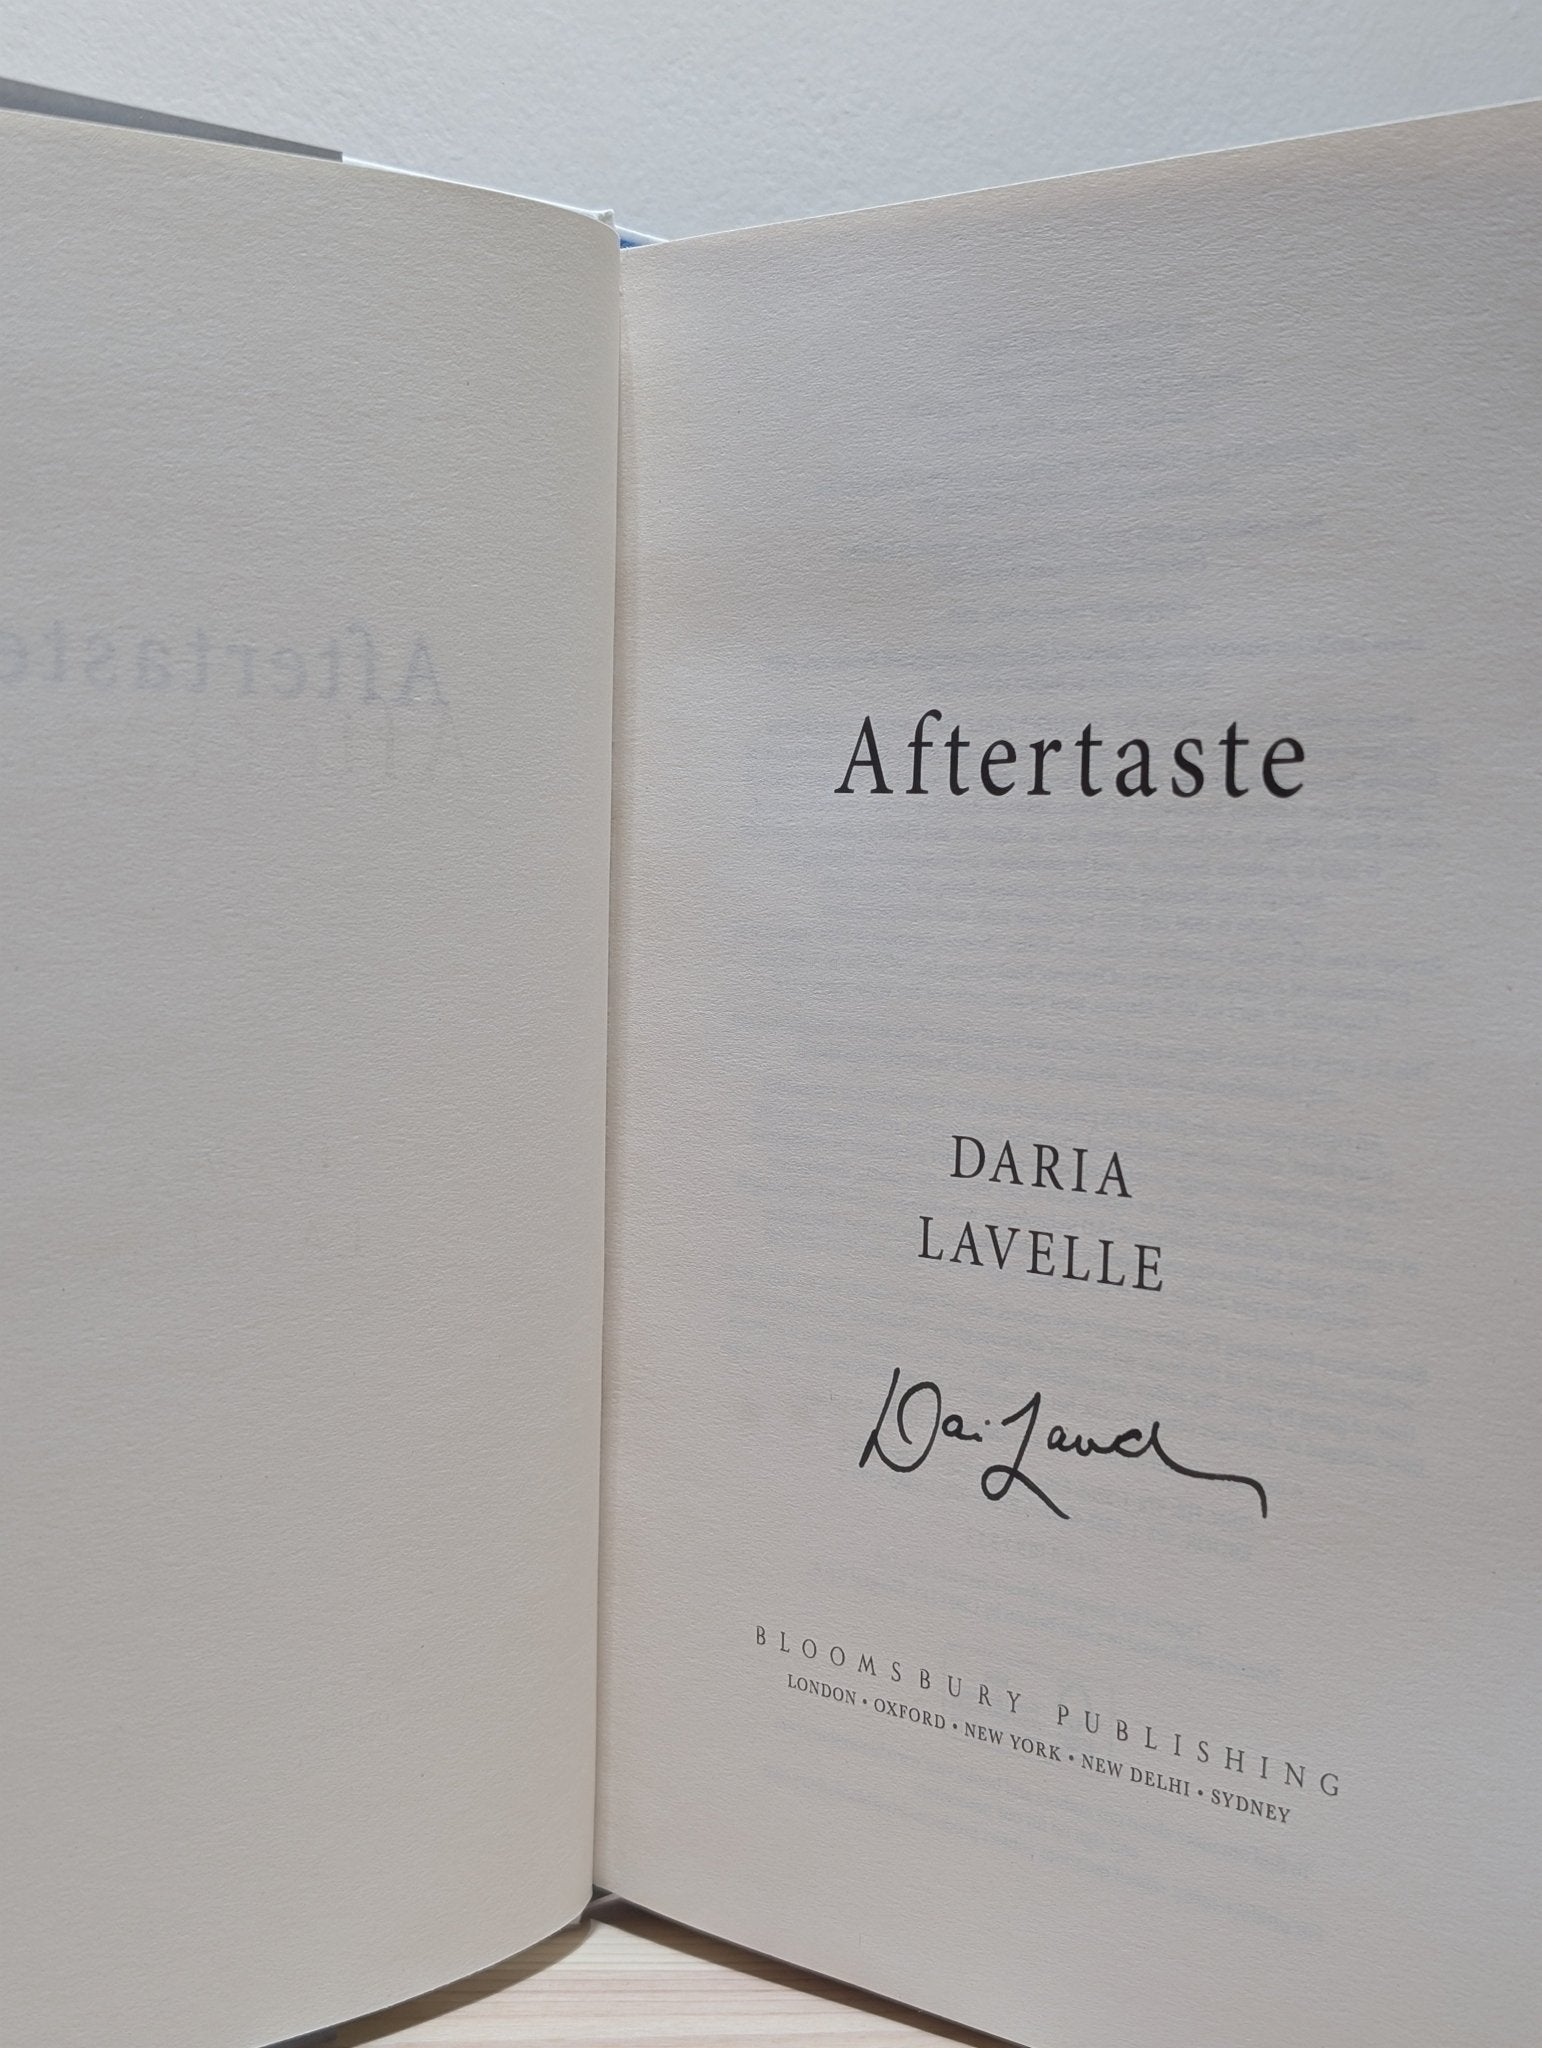 Aftertaste
DARIA
LAVELLE
BLOOMSBURY PUBLISHING
LONDON • OXFORD • NEW YORK • NEW DELHI • SYDNEY